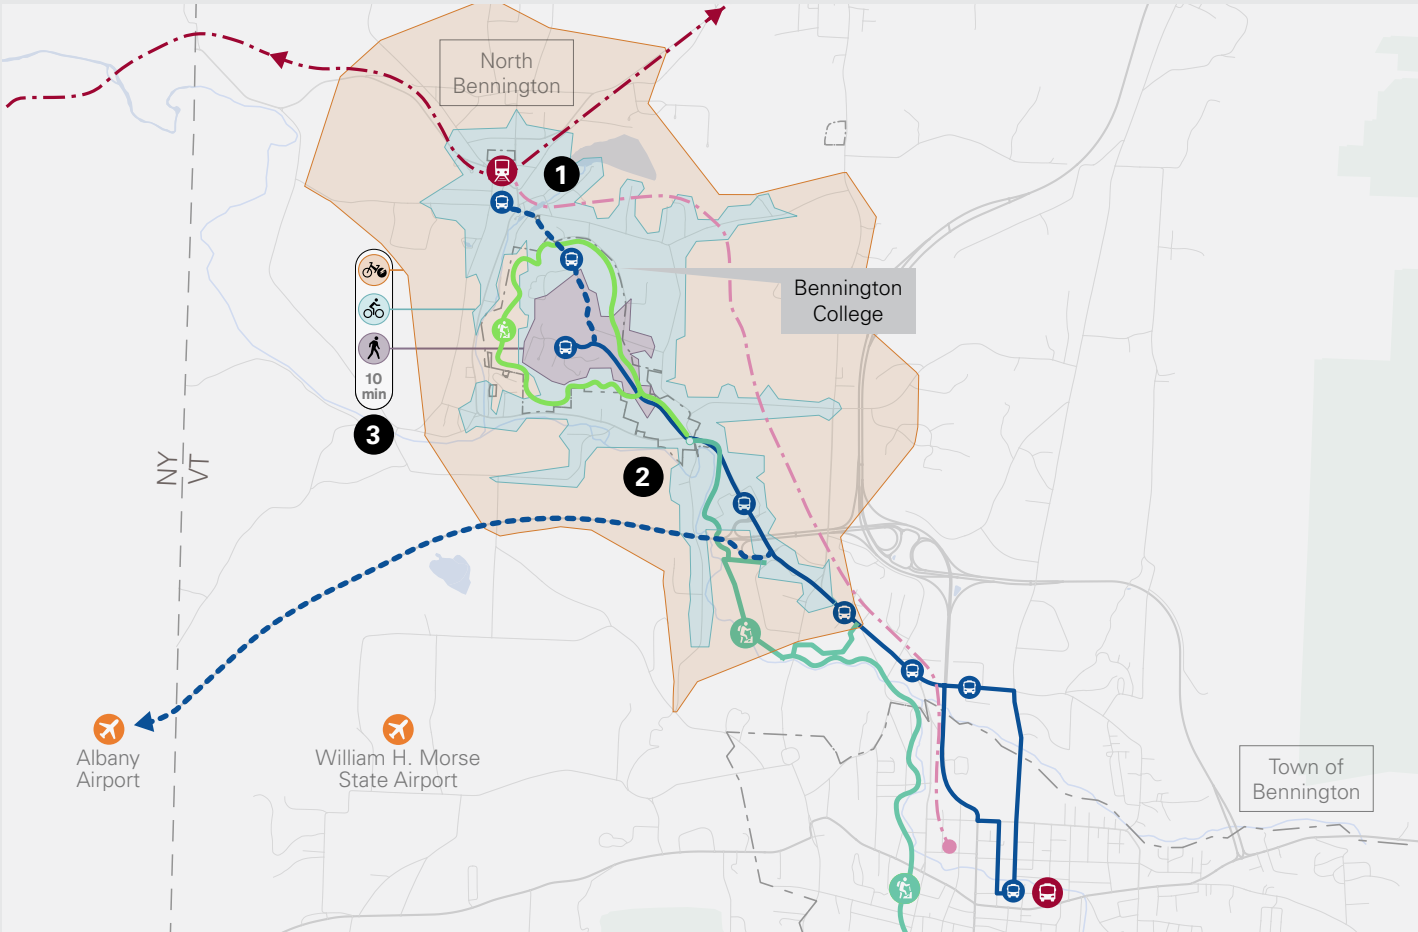 North
Bennington
1
Bennington
College
10
min
3
NY
VT
2
Albany
Airport
William H. Morse
State Airport
Town of
Bennington